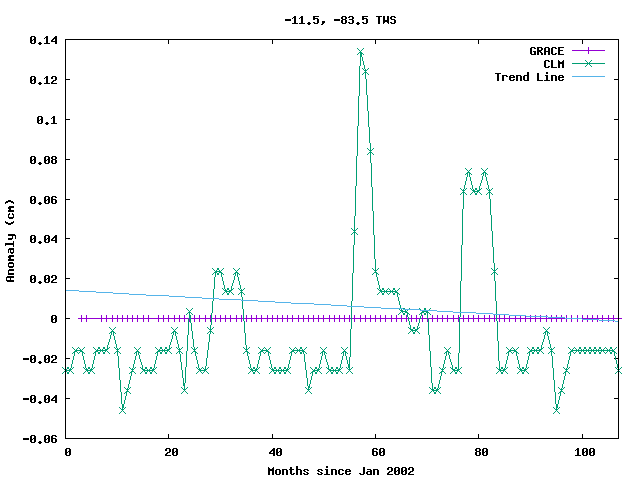 -11.5, -83.5 TWS
GRACE
CLM
Trend Line
0.14
0.12
0.1
0.08
0.06
0.04
0.02
0
-0.02
-0.04
-0.06
Anomaly (cm)
0 20 40 60 80 100
Months since Jan 2002